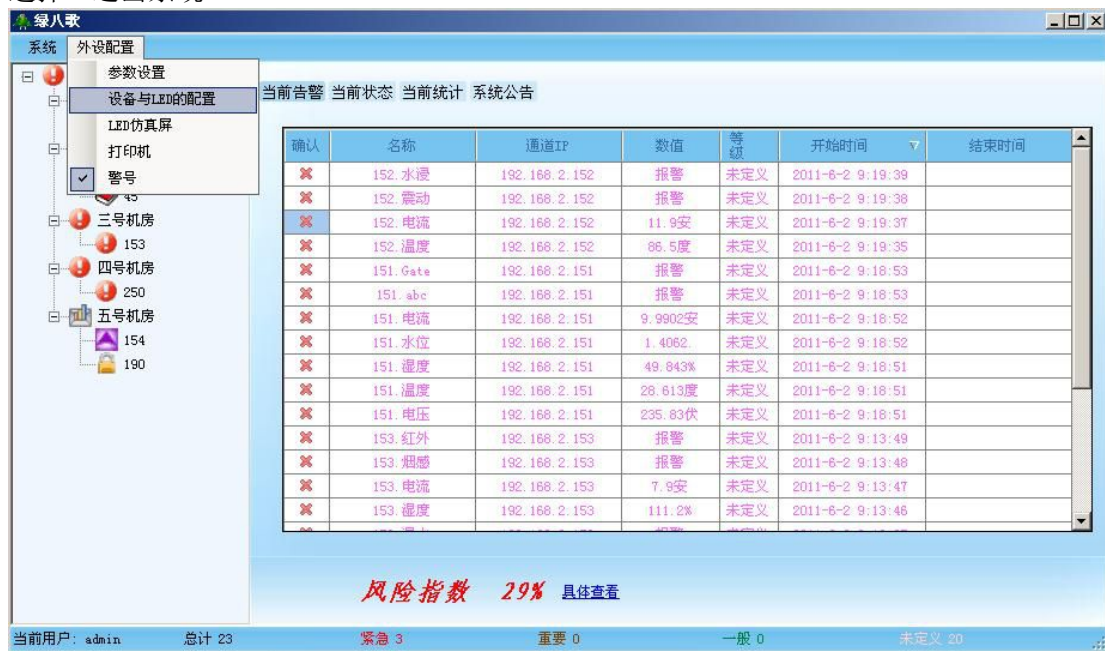 绿八歌
系统 外设配置
参数设置
设备与LED的配置
LED仿真屏
打印机
警号
45
三号机房
153
四号机房
250
五号机房
154
190
当前告警 当前状态 当前统计 系统公告
确认 名称 通道IP 数值 等级 开始时间 结束时间
152.水浸 192.168.2.152 报警 未定义 2011-6-2 9:19:39
152.震动 192.168.2.152 报警 未定义 2011-6-2 9:19:38
152.电流 192.168.2.152 11.9安 未定义 2011-6-2 9:19:37
152.温度 192.168.2.152 86.5度 未定义 2011-6-2 9:19:35
151.Gate 192.168.2.151 报警 未定义 2011-6-2 9:18:53
151.abc 192.168.2.151 报警 未定义 2011-6-2 9:18:53
151.电流 192.168.2.151 9.9902安 未定义 2011-6-2 9:18:52
151.水位 192.168.2.151 1.4062. 未定义 2011-6-2 9:18:52
151.湿度 192.168.2.151 49.843% 未定义 2011-6-2 9:18:51
151.温度 192.168.2.151 28.613度 未定义 2011-6-2 9:18:51
151.电压 192.168.2.151 235.83伏 未定义 2011-6-2 9:18:51
153.红外 192.168.2.153 报警 未定义 2011-6-2 9:13:49
153.烟感 192.168.2.153 报警 未定义 2011-6-2 9:13:48
153.电流 192.168.2.153 7.9安 未定义 2011-6-2 9:13:47
153.湿度 192.168.2.153 111.2% 未定义 2011-6-2 9:13:46
风险指数 29% 具体查看
当前用户: admin 总计 23 紧急 3 重要 0 一般 0 未定义 20